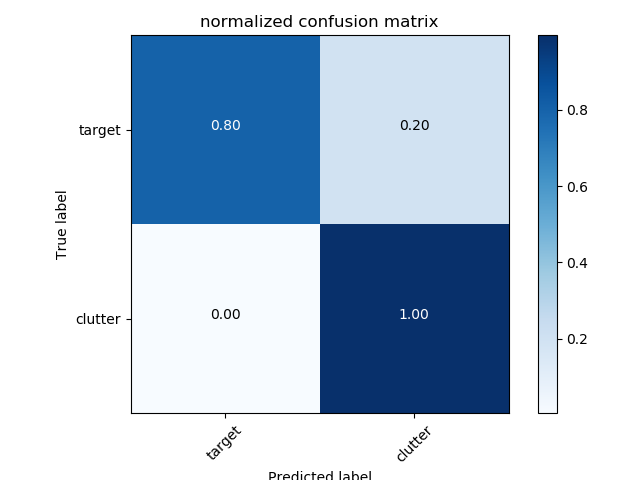 normalized confusion matrix
target
0.80
0.20
0.8
0.6
True label
0.4
clutter
0.00
1.00
0.2
target
clutter
Predicted label